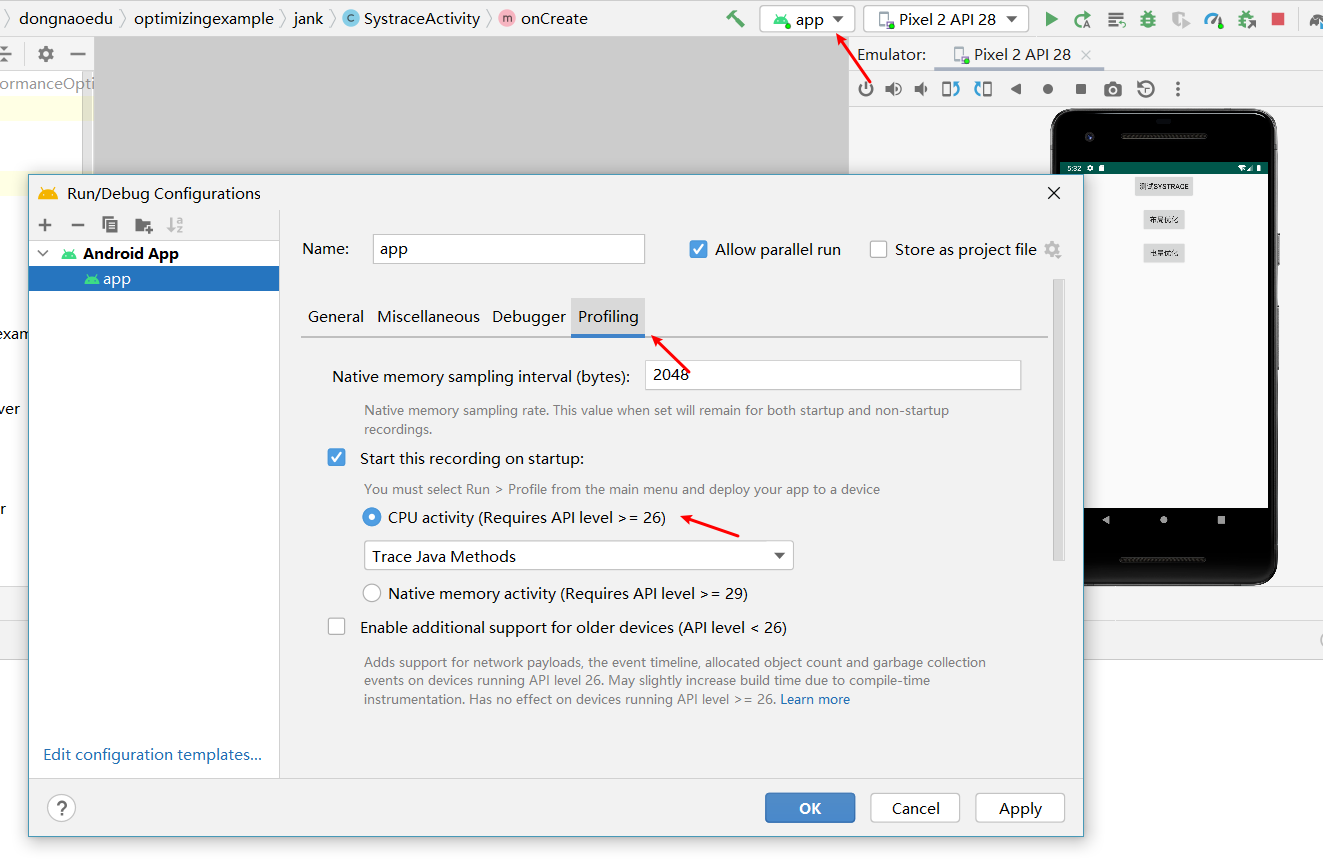 dongnaoedu optimizingexample jank SystraceActivity onCreate
app
Pixel 2 API 28
Emulator:
Pixel 2 API 28
ormanceOpti
Run/Debug Configurations
Android App
app
Name:
app
Allow parallel run
Store as project file
General Miscellaneous Debugger Profiling
Native memory sampling interval (bytes):
2048
Native memory sampling rate. This value when set will remain for both startup and non-startup
recordings.
Start this recording on startup:
You must select Run > Profile from the main menu and deploy your app to a device
CPU activity (Requires API level >= 26)
Trace Java Methods
Native memory activity (Requires API level >= 29)
Enable additional support for older devices (API level < 26)
Adds support for network payloads, the event timeline, allocated object count and garbage collection
events on devices running API level 26. May slightly increase build time due to compile-time
instrumentation. Has no effect on devices running API level >= 26. Learn more
Edit configuration templates...
?
OK
Cancel
Apply
exam
ver
r
5:32
测试SYSTRACE
布局优化